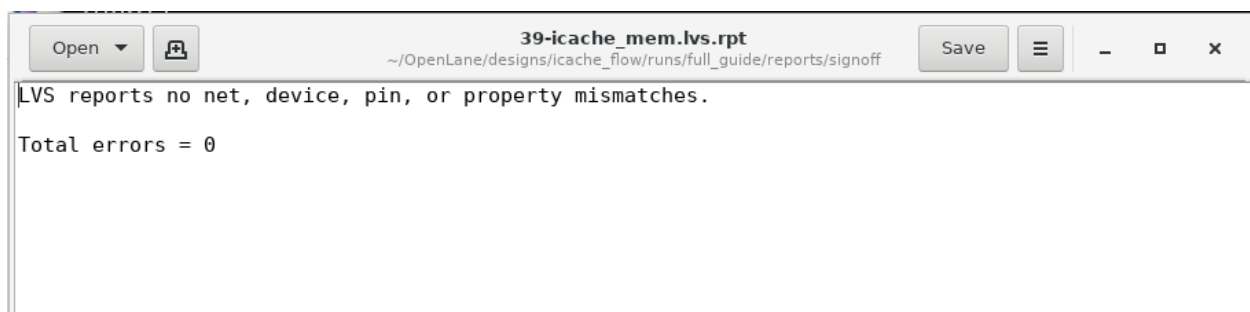 Open
39-icache_mem.lvs.rpt
~/OpenLane/designs/icache_flow/runs/full_guide/reports/signoff
Save
LVS reports no net, device, pin, or property mismatches.
Total errors = 0